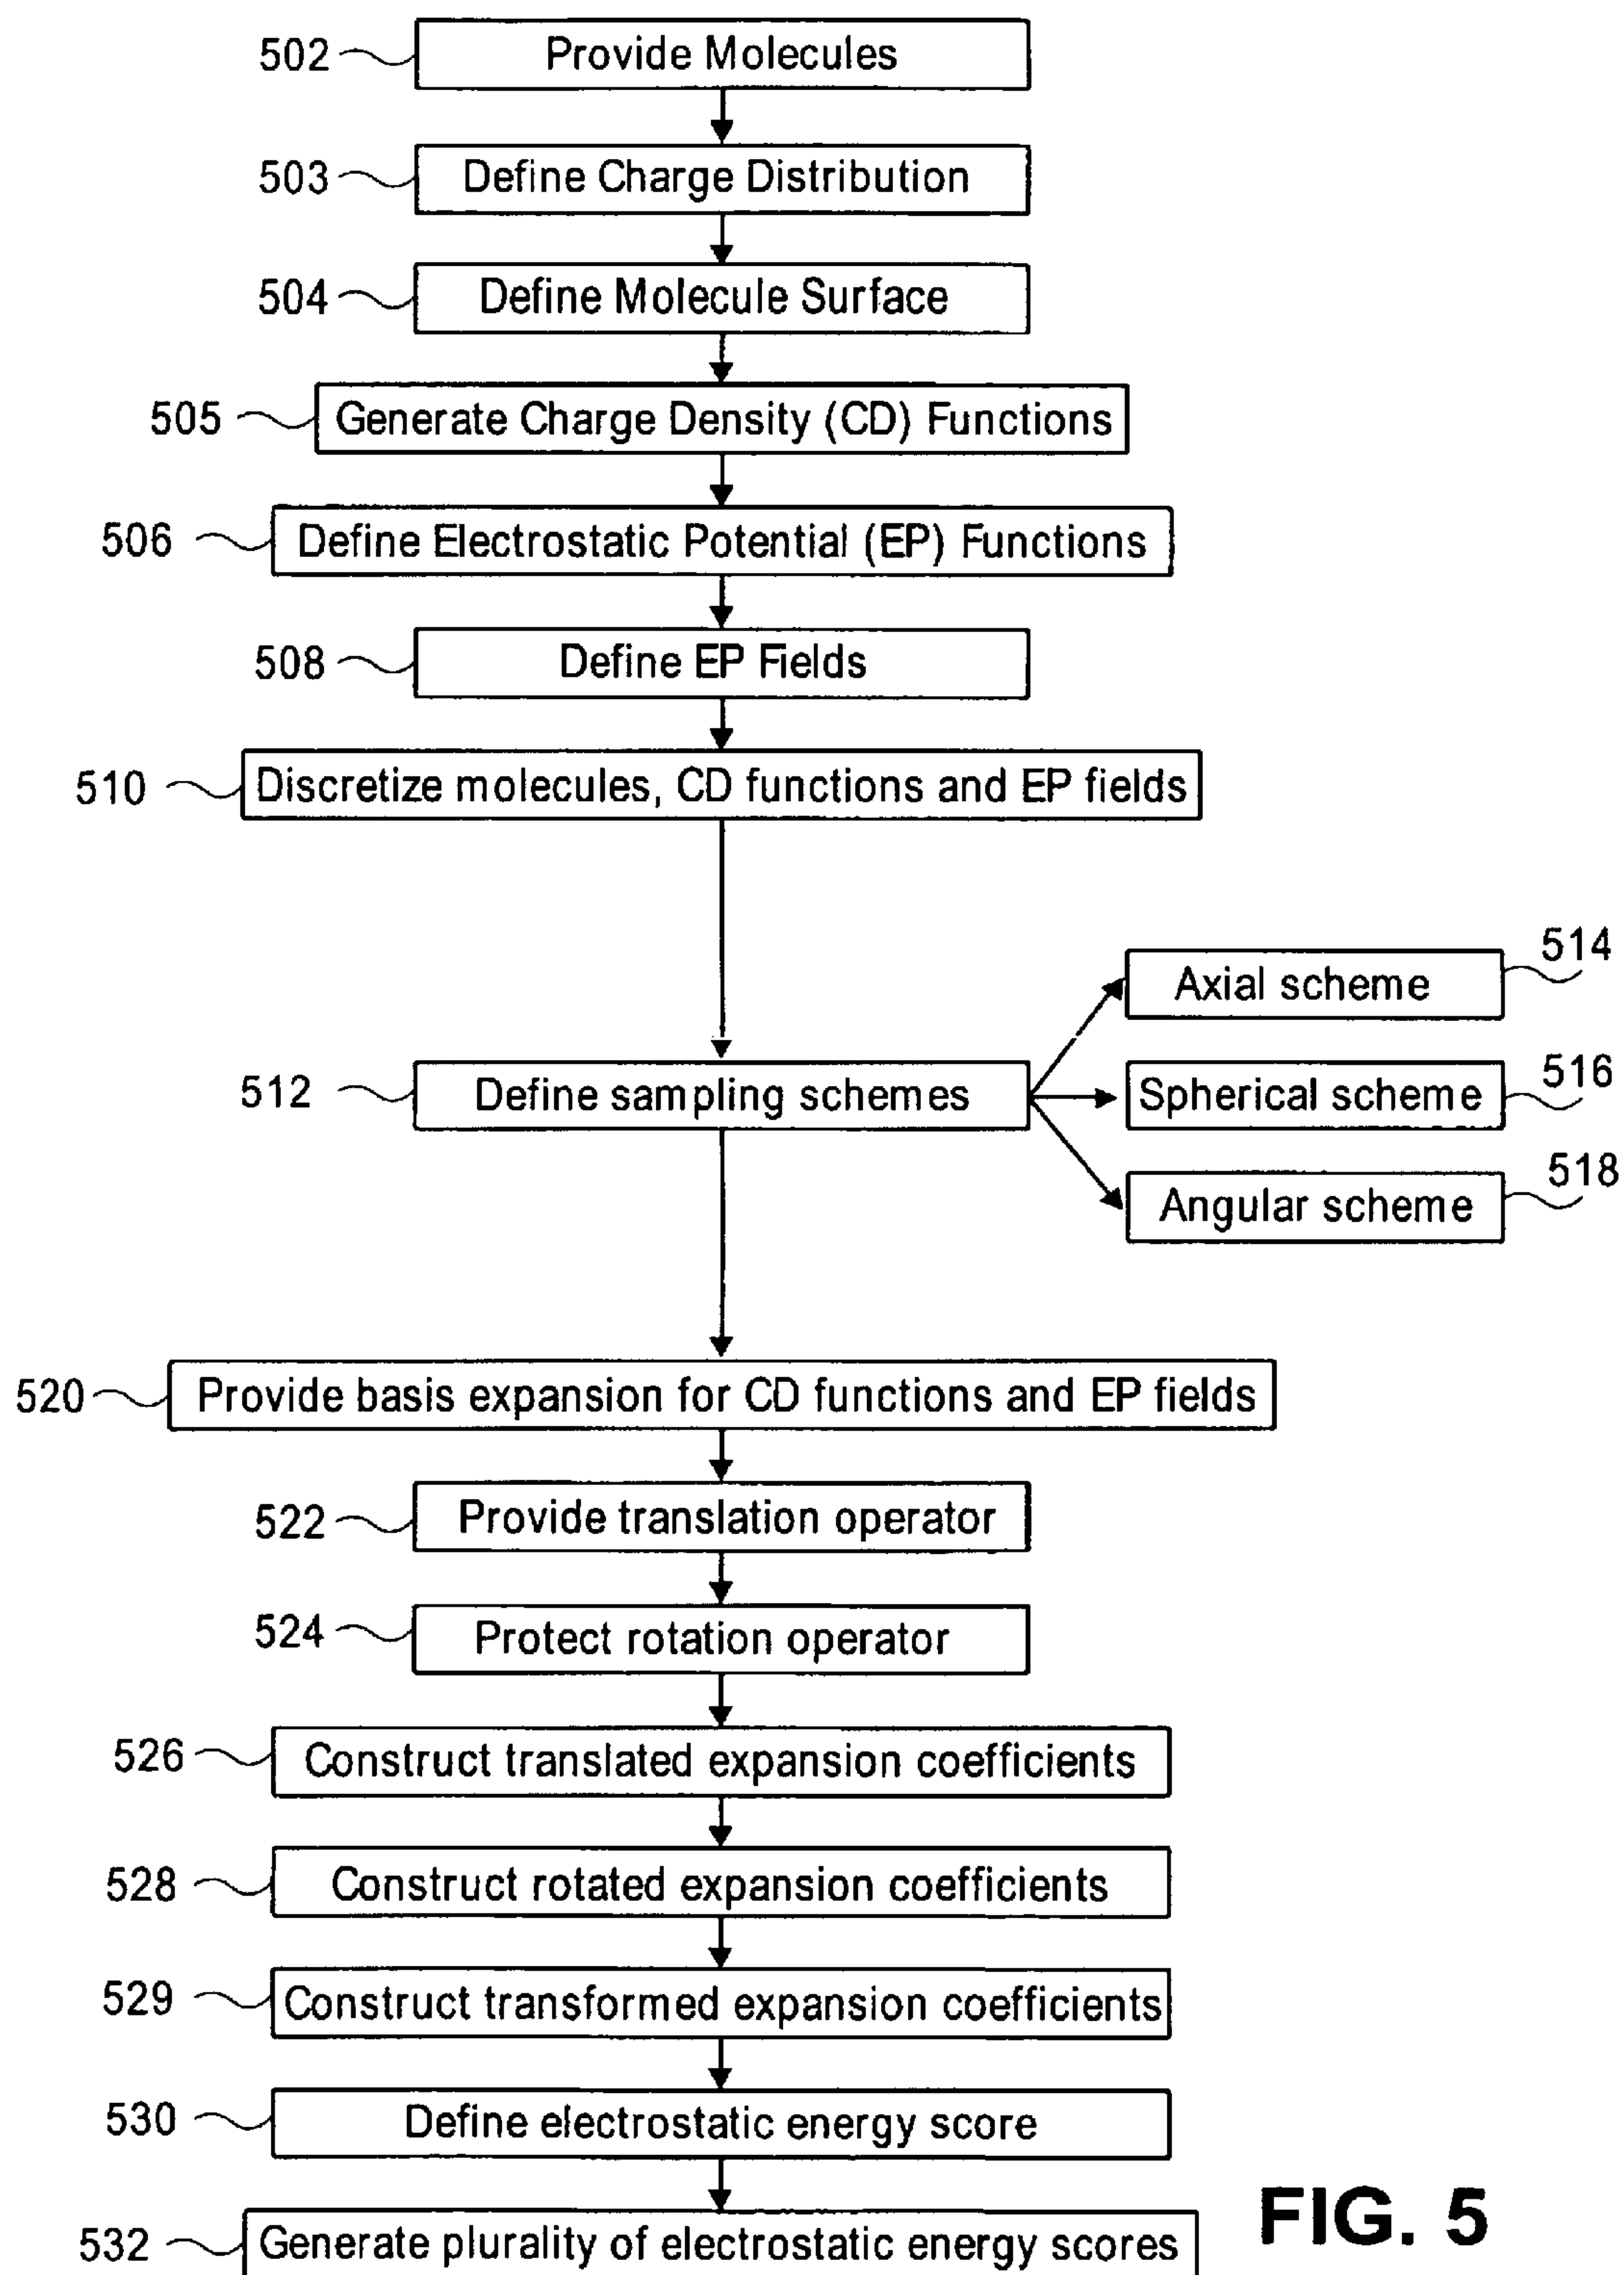 502 Provide Molecules
503 Define Charge Distribution
504 Define Molecule Surface
505 Generate Charge Density (CD) Functions
506 Define Electrostatic Potential (EP) Functions
508 Define EP Fields
510 Discretize molecules, CD functions and EP fields
514 Axial scheme
512 Define sampling schemes
516 Spherical scheme
518 Angular scheme
520 Provide basis expansion for CD functions and EP fields
522 Provide translation operator
524 Protect rotation operator
526 Construct translated expansion coefficients
528 Construct rotated expansion coefficients
529 Construct transformed expansion coefficients
530 Define electrostatic energy score
532 Generate plurality of electrostatic energy scores
FIG. 5